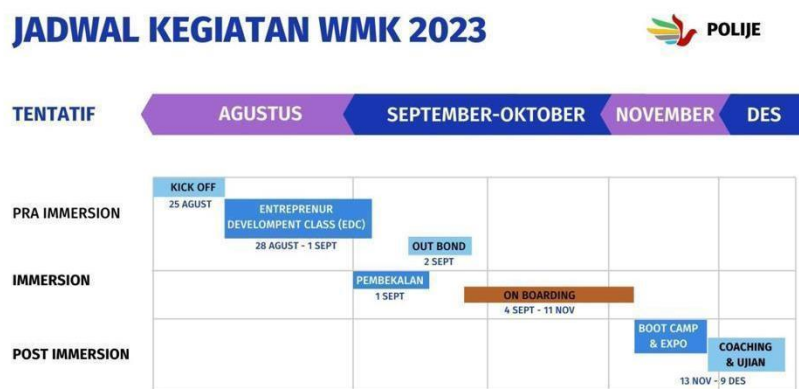 JADWAL KEGIATAN WMK 2023
POLIJE
TENTATIF
AGUSTUS
SEPTEMBER-OKTOBER
NOVEMBER
DES
PRA IMMERSION
KICK OFF
25 AGUST
ENTREPRENUR
DEVELOMPENT CLASS (EDC)
28 AGUST - 1 SEPT
OUT BOND
2 SEPT
IMMERSION
PEMBEKALAN
1 SEPT
ON BOARDING
4 SEPT - 11 NOV
POST IMMERSION
BOOT CAMP
& EXPO
COACHING
& UJIAN
13 NOV - 9 DES